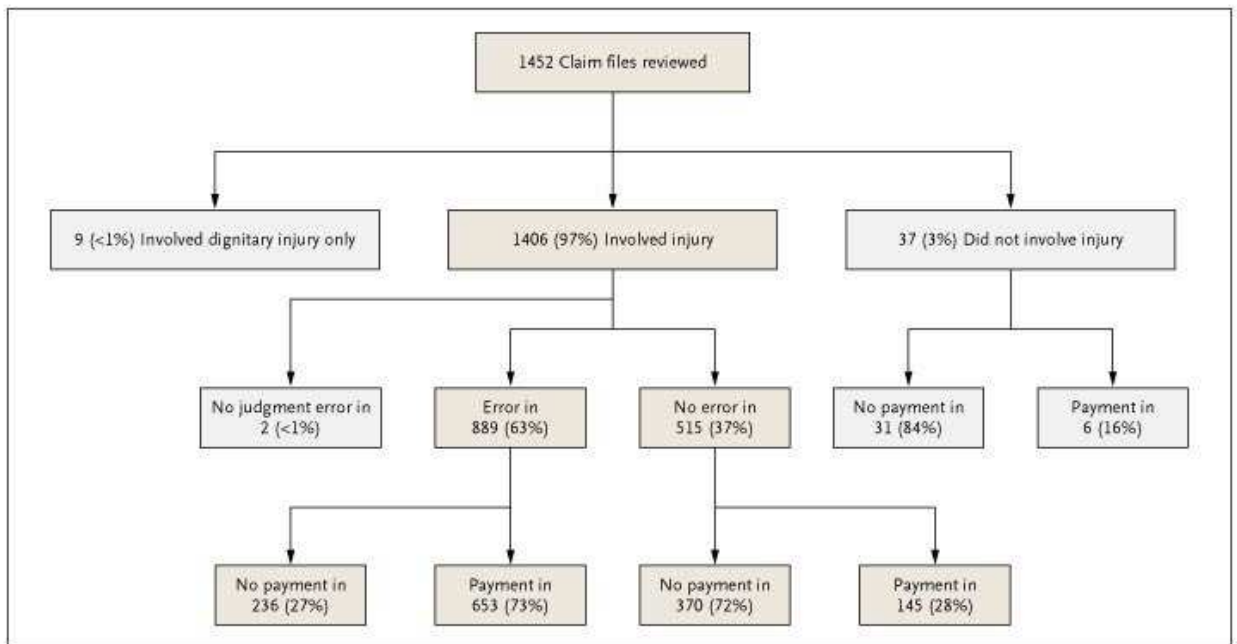 1452 Claim files reviewed
9 (<1%) Involved dignitary injury only
1406 (97%) Involved injury
37 (3%) Did not involve injury
No judgment error in
2 (<1%)
Error in
889 (63%)
No error in
515 (37%)
No payment in
31 (84%)
Payment in
6 (16%)
No payment in
236 (27%)
Payment in
653 (73%)
No payment in
370 (72%)
Payment in
145 (28%)